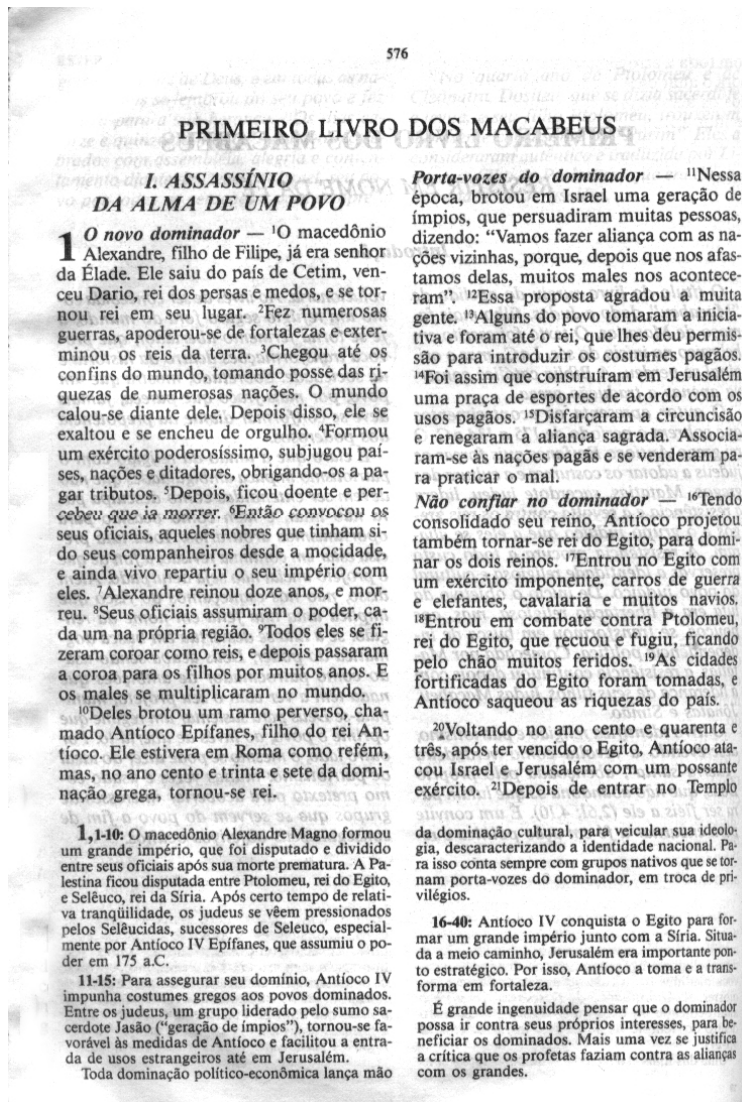 576
PRIMEIRO LIVRO DOS MACABEUS
I. ASSASSÍNIO
DA ALMA DE UM POVO
1 O novo dominador — ¹O macedônio
Alexandre, filho de Filipe, já era senhor
da Élade. Ele saiu do país de Cetim, ven-
ceu Dario, rei dos persas e medos, e se tor-
nou rei em seu lugar. ²Fez numerosas
guerras, apoderou-se de fortalezas e exter-
minou os reis da terra. ³Chegou até os
confins do mundo, tomando posse das ri-
quezas de numerosas nações. O mundo
calou-se diante dele. Depois disso, ele se
exaltou e se encheu de orgulho. ⁴Formou
um exército poderosíssimo, subjugou paí-
ses, nações e ditadores, obrigando-os a pa-
gar tributos. ⁵Depois, ficou doente e per-
cebeu que ia morrer. ⁶Então convocou os
seus oficiais, aqueles nobres que tinham si-
do seus companheiros desde a mocidade,
e ainda vivo repartiu o seu império com
eles. ⁷Alexandre reinou doze anos, e mor-
reu. ⁸Seus oficiais assumiram o poder, ca-
da um na própria região. ⁹Todos eles se fi-
zeram coroar como reis, e depois passaram
a coroa para os filhos por muitos anos. E
os males se multiplicaram no mundo.
¹⁰Deles brotou um ramo perverso, cha-
mado Antíoco Epífanes, filho do rei An-
tíoco. Ele estivera em Roma como refém,
mas, no ano cento e trinta e sete da domi-
nação grega, tornou-se rei.
Porta-vozes do dominador — ¹¹Nessa
época, brotou em Israel uma geração de
ímpios, que persuadiram muitas pessoas,
dizendo: “Vamos fazer aliança com as na-
ções vizinhas, porque, depois que nos afas-
tamos delas, muitos males nos acontece-
ram”. ¹²Essa proposta agradou a muita
gente. ¹³Alguns do povo tomaram a inicia-
tiva e foram até o rei, que lhes deu permis-
são para introduzir os costumes pagãos.
¹⁴Foi assim que construíram em Jerusalém
uma praça de esportes de acordo com os
usos pagãos. ¹⁵Disfarçaram a circuncisão
e renegaram a aliança sagrada. Associa-
ram-se às nações pagãs e se venderam pa-
ra praticar o mal.
Não confiar no dominador — ¹⁶Tendo
consolidado seu reino, Antíoco projetou
também tornar-se rei do Egito, para domi-
nar os dois reinos. ¹⁷Entrou no Egito com
um exército imponente, carros de guerra
e elefantes, cavalaria e muitos navios.
¹⁸Entrou em combate contra Ptolomeu,
rei do Egito, que recuou e fugiu, ficando
pelo chão muitos feridos. ¹⁹As cidades
fortificadas do Egito foram tomadas, e
Antíoco saqueou as riquezas do país.
²⁰Voltando no ano cento e quarenta e
três, após ter vencido o Egito, Antíoco ata-
cou Israel e Jerusalém com um possante
exército. ²¹Depois de entrar no Templo
1,1-10: O macedônio Alexandre Magno formou
um grande império, que foi disputado e dividido
entre seus oficiais após sua morte prematura. A Pa-
lestina ficou disputada entre Ptolomeu, rei do Egito,
e Selêuco, rei da Síria. Após certo tempo de relati-
va tranqüilidade, os judeus se vêem pressionados
pelos Selêucidas, sucessores de Seleuco, especial-
mente por Antíoco IV Epífanes, que assumiu o po-
der em 175 a.C.
11-15: Para assegurar seu domínio, Antíoco IV
impunha costumes gregos aos povos dominados.
Entre os judeus, um grupo liderado pelo sumo sa-
cerdote Jasão (“geração de ímpios”), tornou-se fa-
vorável às medidas de Antíoco e facilitou a entra-
da de usos estrangeiros até em Jerusalém.
Toda dominação político-econômica lança mão
da dominação cultural, para veicular sua ideolo-
gia, descaracterizando a identidade nacional. Pa-
ra isso conta sempre com grupos nativos que se tor-
nam porta-vozes do dominador, em troca de pri-
vilégios.
16-40: Antíoco IV conquista o Egito para for-
mar um grande império junto com a Síria. Situa-
da a meio caminho, Jerusalém era importante pon-
to estratégico. Por isso, Antíoco a toma e a trans-
forma em fortaleza.
É grande ingenuidade pensar que o dominador
possa ir contra seus próprios interesses, para be-
neficiar os dominados. Mais uma vez se justifica
a crítica que os profetas faziam contra as alianças
com os grandes.